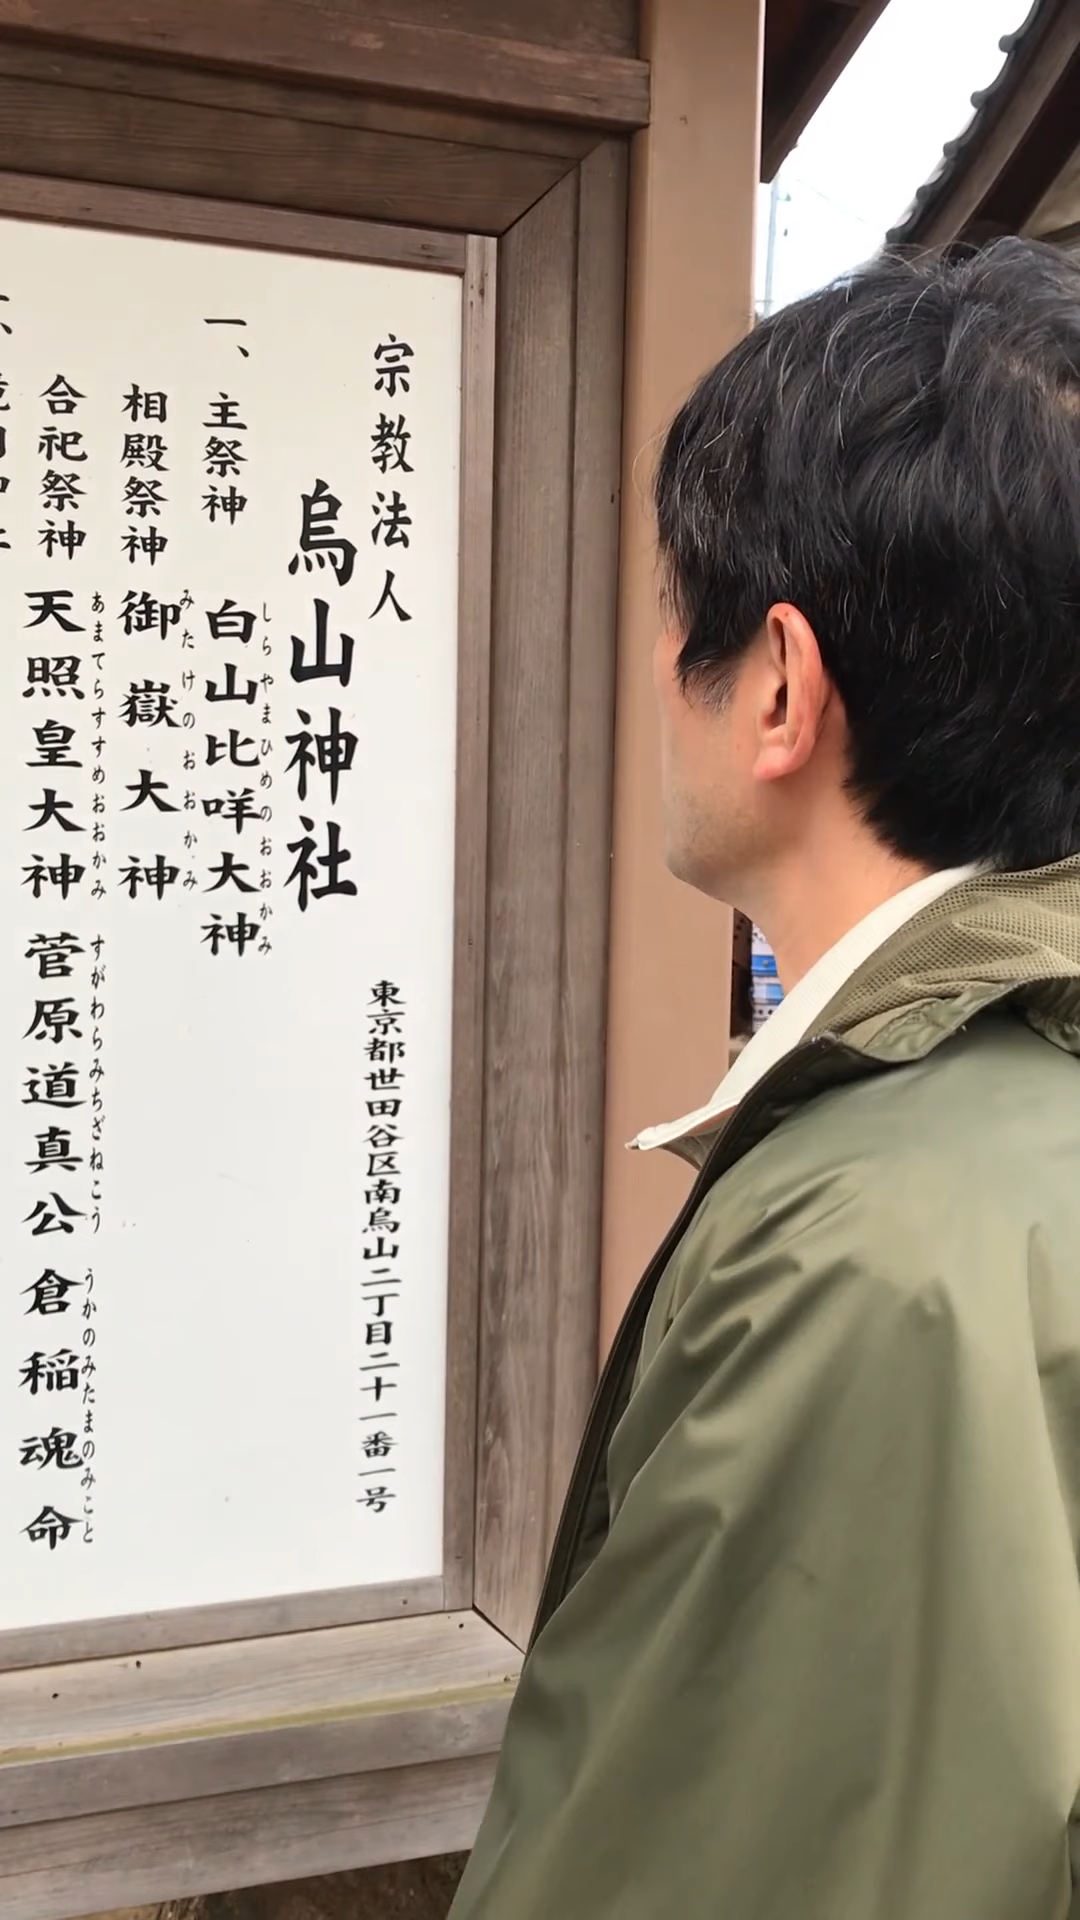 宗教法人
烏山神社
東京都世田谷区南烏山二丁目二十一番一号
一、主祭神
白山比咩大神
しらやまひめのおおかみ
相殿祭神
御嶽大神
みたけのおおかみ
合祀祭神
天照皇大神
あまてらすすめおおかみ
菅原道真公
すがわらみちざねこう
倉稲魂命
うかのみたまのみこと